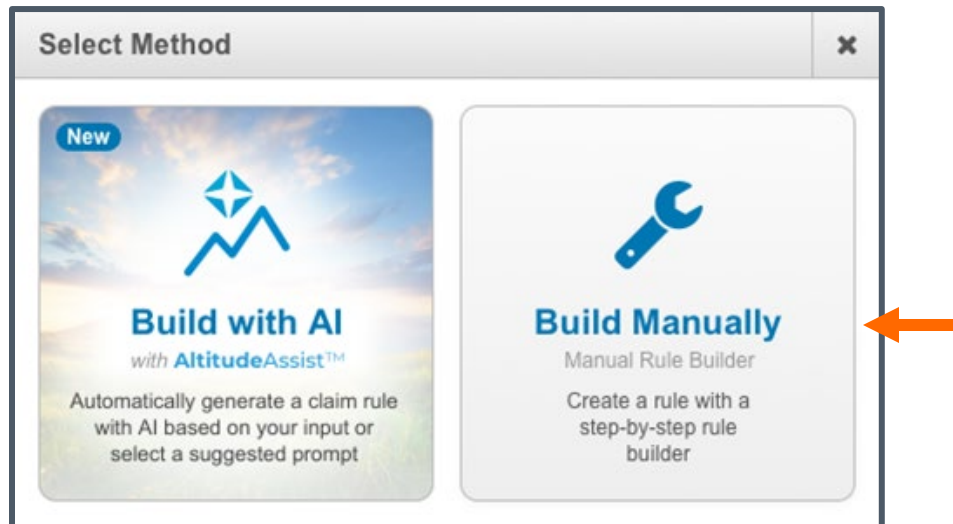 Select Method
New
Build with AI
with AltitudeAssist™
Automatically generate a claim rule
with AI based on your input or
select a suggested prompt
Build Manually
Manual Rule Builder
Create a rule with a
step-by-step rule
builder